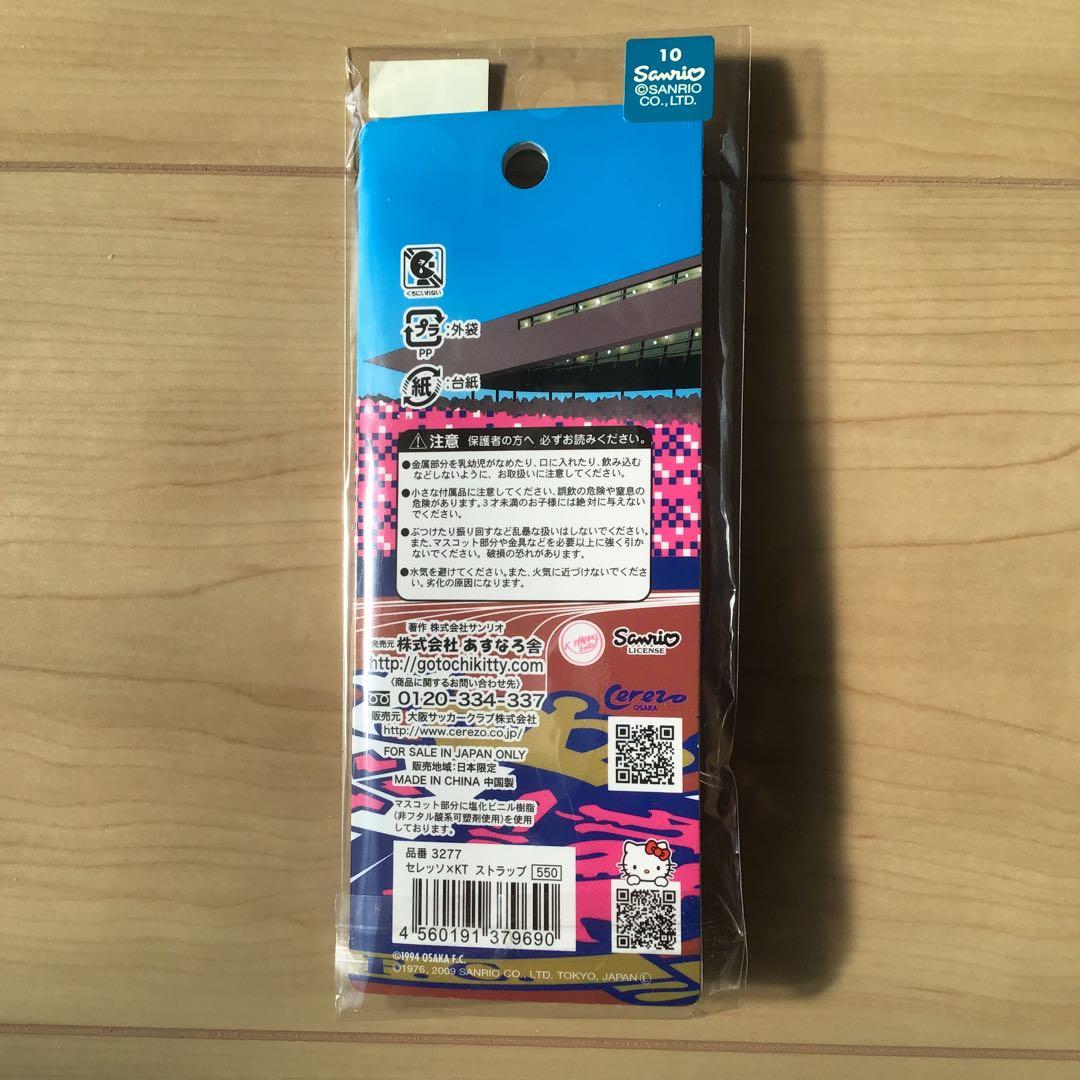 10
Sanrio
©SANRIO
CO.,LTD.
くちにいれない
プラ:外袋
PP
紙:台紙
注意 保護者の方へ 必ずお読みください。
●金属部分を乳幼児がなめたり、口に入れたり、飲み込む
などしないように、お取扱いに注意してください。
●小さな付属品に注意してください、誤飲の危険や窒息の
危険があります。3才未満のお子様には絶対に与えない
でください。
●ぶつけたり振り回すなど乱暴な扱いはしないでください。
また、マスコット部分や金具などを必要以上に強く引か
ないでください。破損の恐れがあります。
●水気を避けてください。また、火気に近づけないでくださ
い。劣化の原因になります。
著作 株式会社サンリオ
発売元 株式会社 あすなろ舎
http://gotochikitty.com
〈商品に関するお問い合わせ先〉
0120-334-337
販売元 大阪サッカークラブ株式会社
http://www.cerezo.co.jp/
FOR SALE IN JAPAN ONLY
販売地域:日本限定
MADE IN CHINA 中国製
Sanrio
LICENSE
Cerezo
OSAKA
マスコット部分に塩化ビニル樹脂
(非フタル酸系可塑剤使用)を使用
しております。
品番 3277
セレッソ×KT ストラップ 550
4 560191 379690
©1994 OSAKA F.C.
©1976, 2009 SANRIO CO., LTD. TOKYO, JAPAN Ⓛ